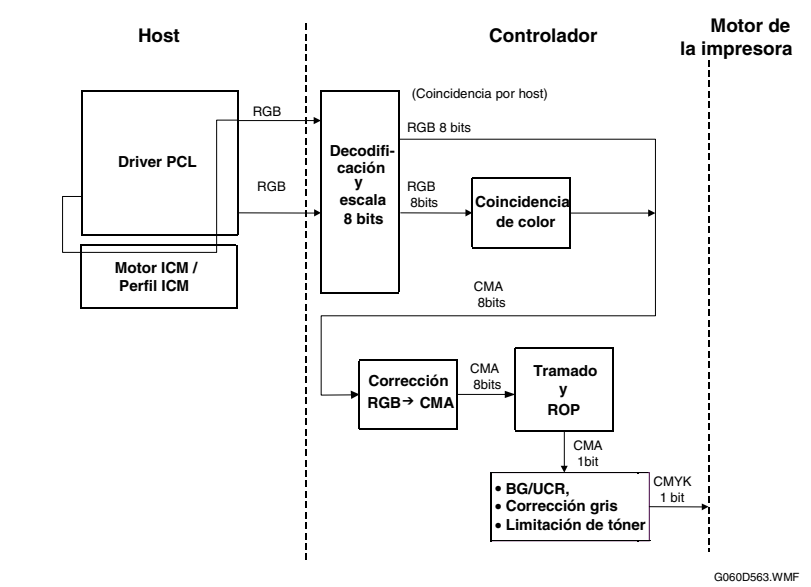 Host
Controlador
Motor de
la impresora
(Coincidencia por host)
RGB
RGB 8 bits
Driver PCL
Decodifi-
cación
y
escala
8 bits
RGB
RGB
8bits
Coincidencia
de color
Motor ICM /
Perfil ICM
CMA
8bits
Corrección
RGB→ CMA
CMA
8bits
Tramado
y
ROP
CMA
1bit
• BG/UCR,
• Corrección gris
• Limitación de tóner
CMYK
1 bit
G060D563.WMF